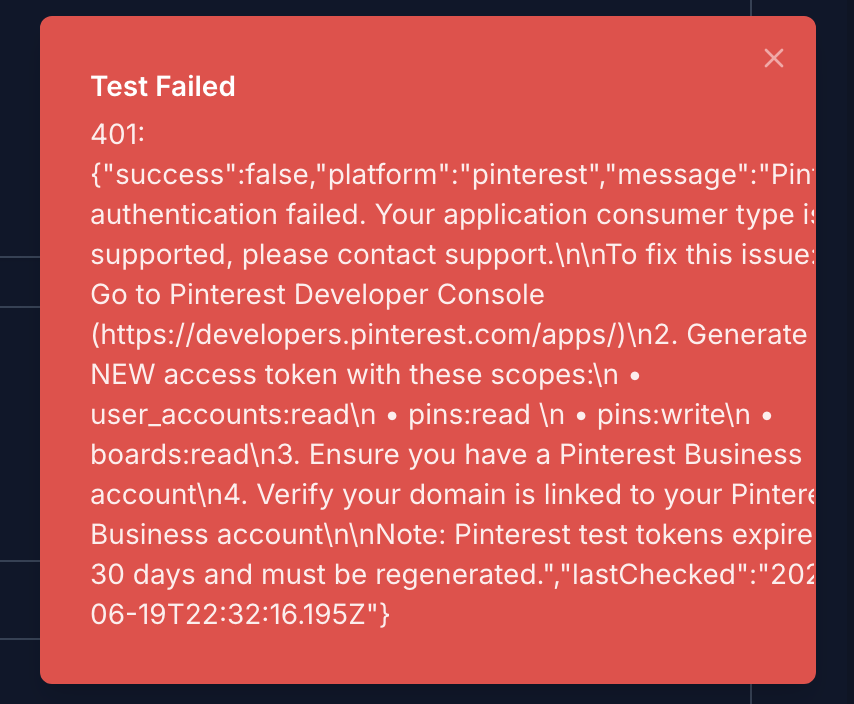 Test Failed
401:
{"success":false,"platform":"pinterest","message":"Pint
authentication failed. Your application consumer type is
supported, please contact support.\n\nTo fix this issue:
Go to Pinterest Developer Console
(https://developers.pinterest.com/apps/)\n2. Generate
NEW access token with these scopes:\n •
user_accounts:read\n • pins:read \n • pins:write\n •
boards:read\n3. Ensure you have a Pinterest Business
account\n4. Verify your domain is linked to your Pintere
Business account\n\nNote: Pinterest test tokens expire
30 days and must be regenerated.","lastChecked":"202
06-19T22:32:16.195Z"}